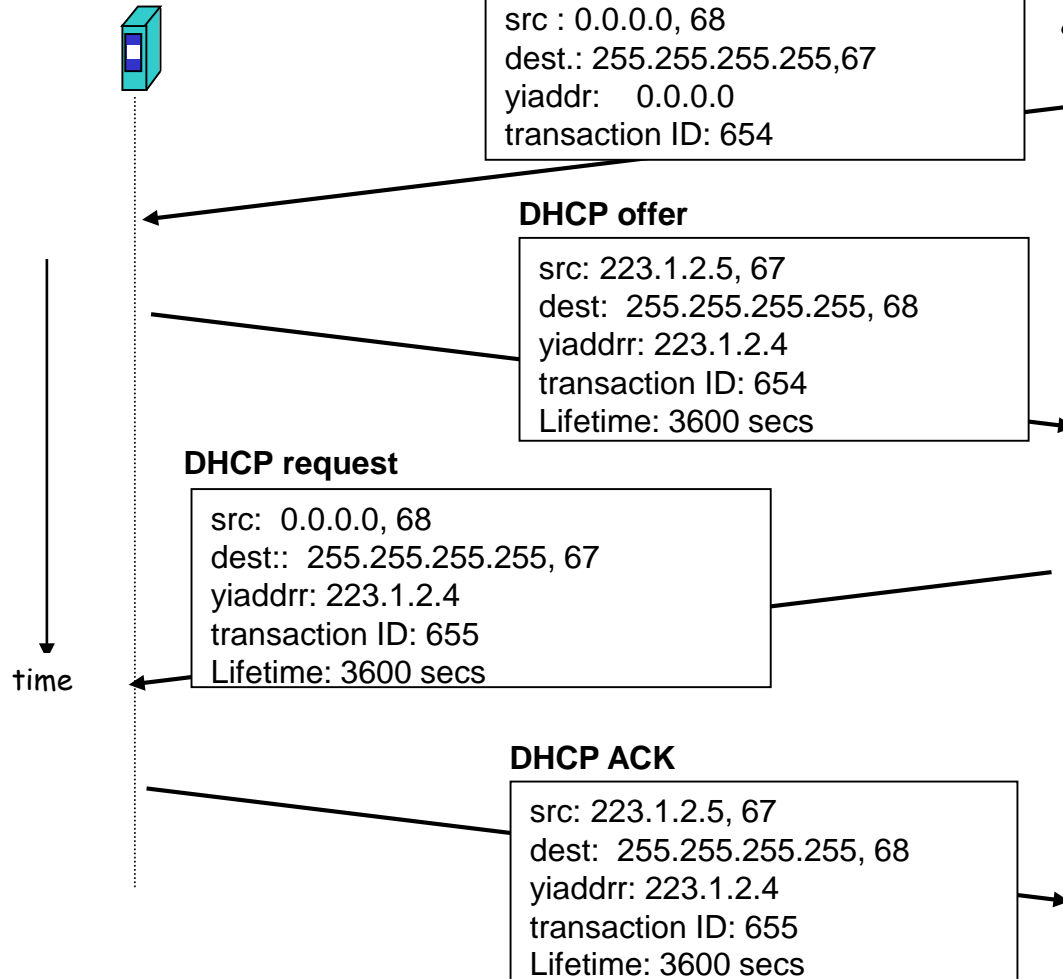 src : 0.0.0.0, 68
dest.: 255.255.255.255,67
yiaddr: 0.0.0.0
transaction ID: 654
DHCP offer
src: 223.1.2.5, 67
dest: 255.255.255.255, 68
yiaddrr: 223.1.2.4
transaction ID: 654
Lifetime: 3600 secs
DHCP request
src: 0.0.0.0, 68
dest:: 255.255.255.255, 67
yiaddrr: 223.1.2.4
transaction ID: 655
Lifetime: 3600 secs
time
DHCP ACK
src: 223.1.2.5, 67
dest: 255.255.255.255, 68
yiaddrr: 223.1.2.4
transaction ID: 655
Lifetime: 3600 secs